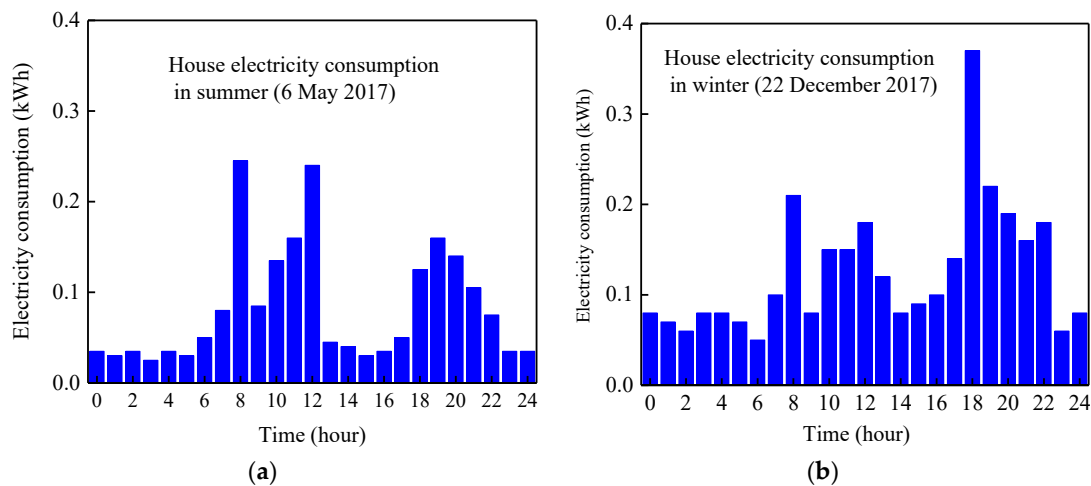 0.4
0.3
0.2
0.1
0.0
Electricity consumption (kWh)
House electricity consumption
in summer (6 May 2017)
0 2 4 6 8 10 12 14 16 18 20 22 24
Time (hour)
(a)
0.4
0.3
0.2
0.1
0.0
Electricity consumption (kWh)
House electricity consumption
in winter (22 December 2017)
0 2 4 6 8 10 12 14 16 18 20 22 24
Time (hour)
(b)